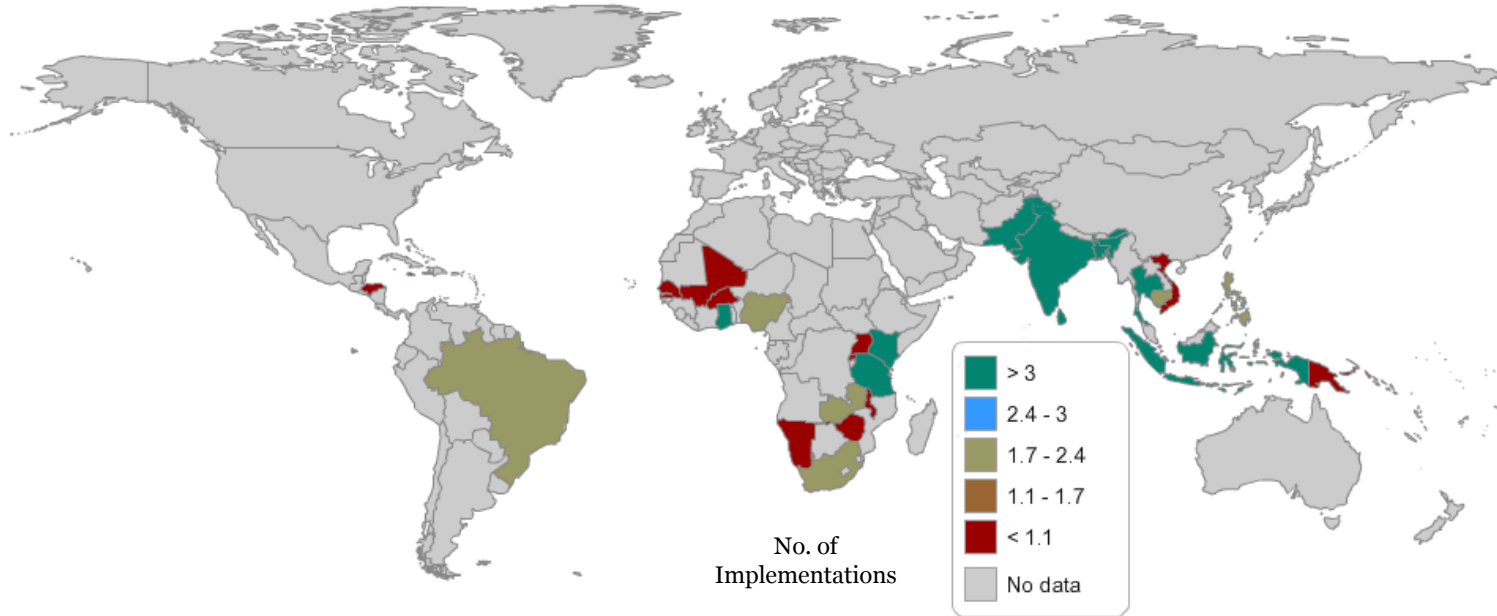 No. of
Implementations
> 3
2.4 - 3
1.7 - 2.4
1.1 - 1.7
< 1.1
No data